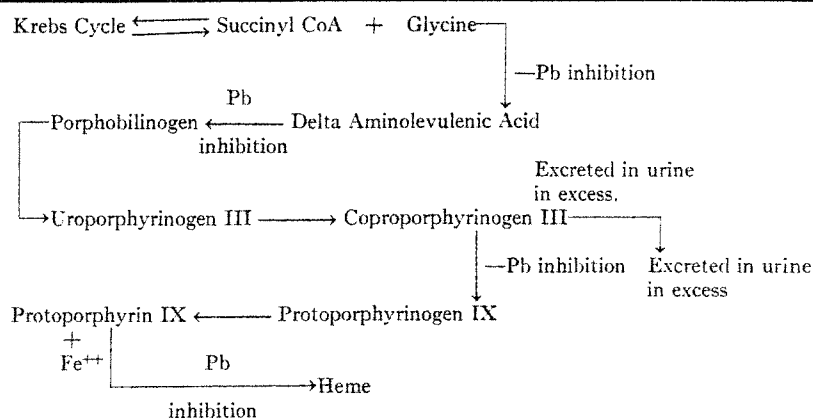 Krebs Cycle Succinyl CoA + Glycine
Pb inhibition
Pb
Porphobilinogen Delta Aminolevulenic Acid
inhibition
Excreted in urine
in excess.
Uroporphyrinogen III Coproporphyrinogen III
Pb inhibition Excreted in urine
in excess
Protoporphyrin IX Protoporphyrinogen IX
+
Fe++ Pb
Heme
inhibition